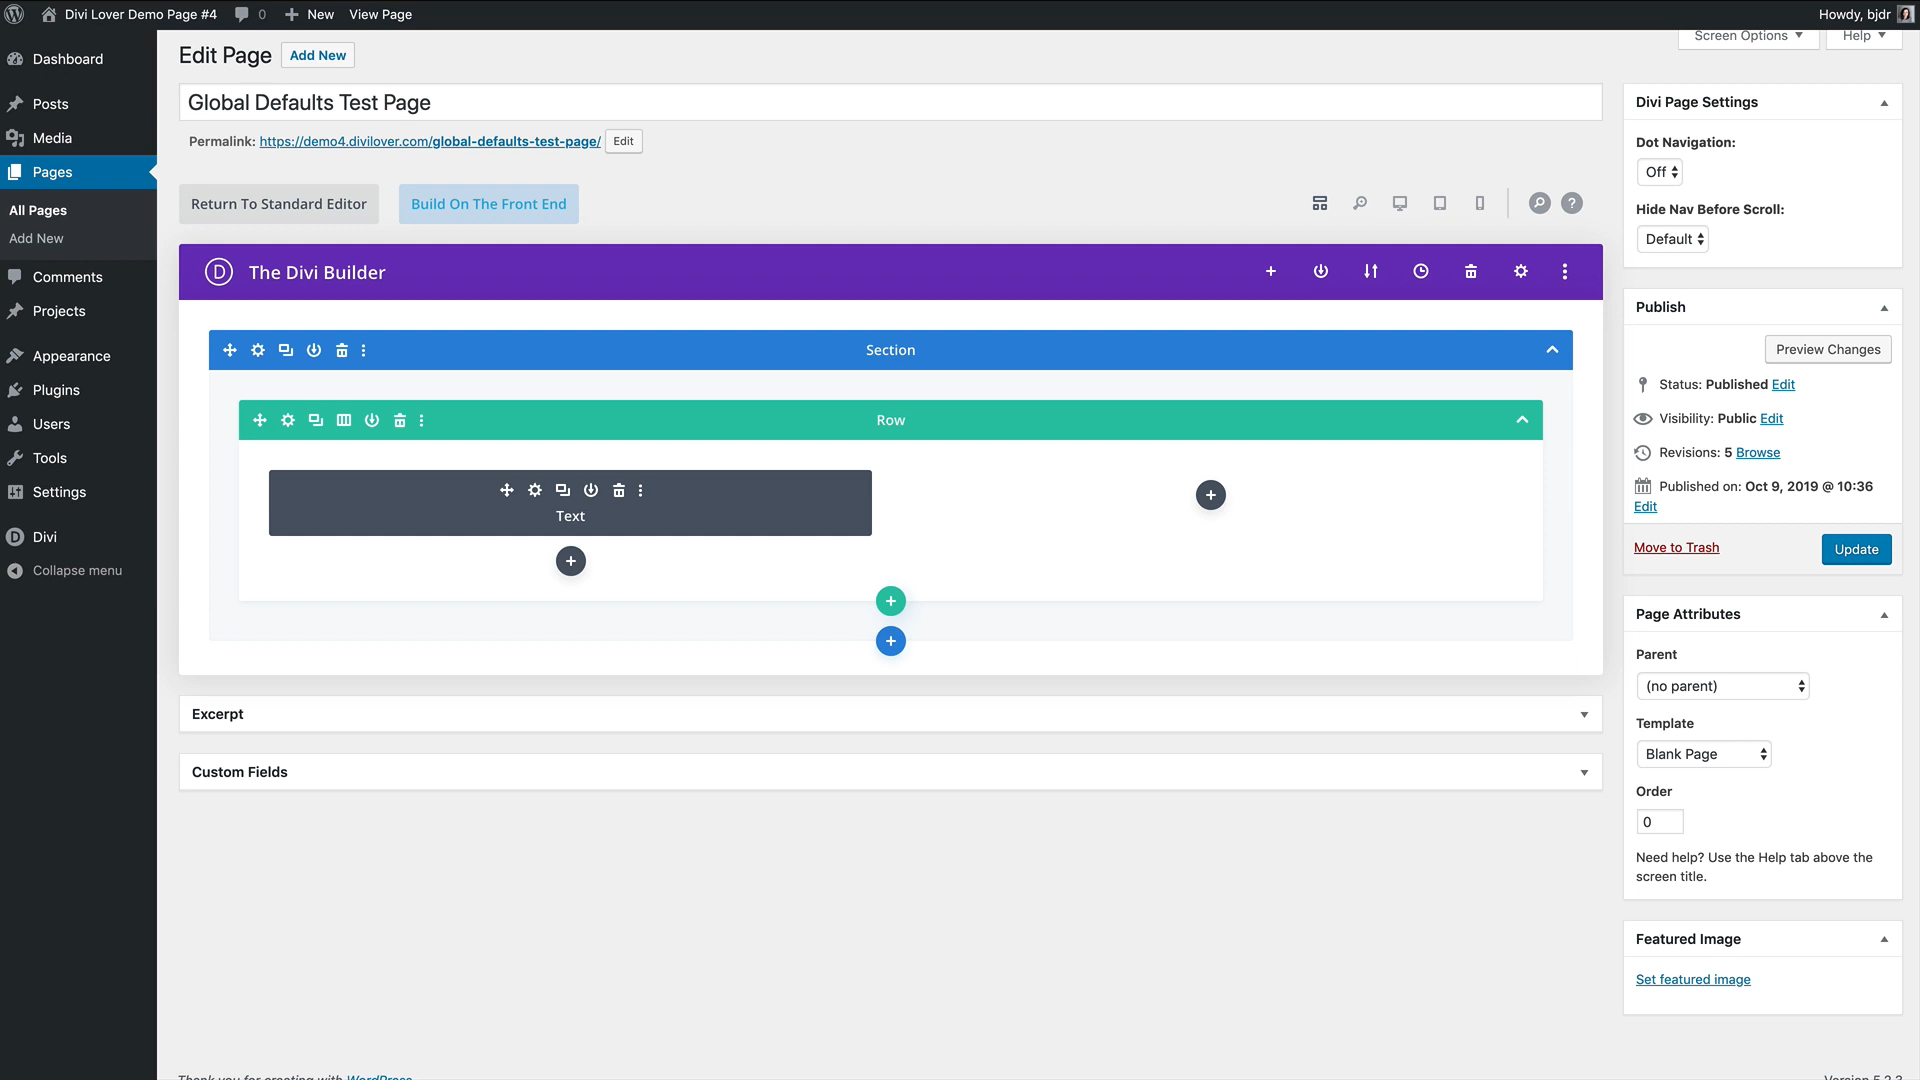 Divi Lover Demo Page #4 0 New View Page Howdy, bjdr
Dashboard
Posts
Media
Pages
All Pages
Add New
Comments
Projects
Appearance
Plugins
Users
Tools
Settings
Divi
Collapse menu
Screen Options Help
Edit Page Add New
Global Defaults Test Page
Permalink: https://demo4.divilover.com/global-defaults-test-page/ Edit
Return To Standard Editor Build On The Front End ?
D The Divi Builder
Section
Row
Text
Excerpt
Custom Fields
Divi Page Settings
Dot Navigation:
Off
Hide Nav Before Scroll:
Default
Publish
Preview Changes
Status: Published Edit
Visibility: Public Edit
Revisions: 5 Browse
Published on: Oct 9, 2019 @ 10:36
Edit
Move to Trash Update
Page Attributes
Parent
(no parent)
Template
Blank Page
Order
0
Need help? Use the Help tab above the
screen title.
Featured Image
Set featured image
Thank you for creating with WordPress Version 5.2.3